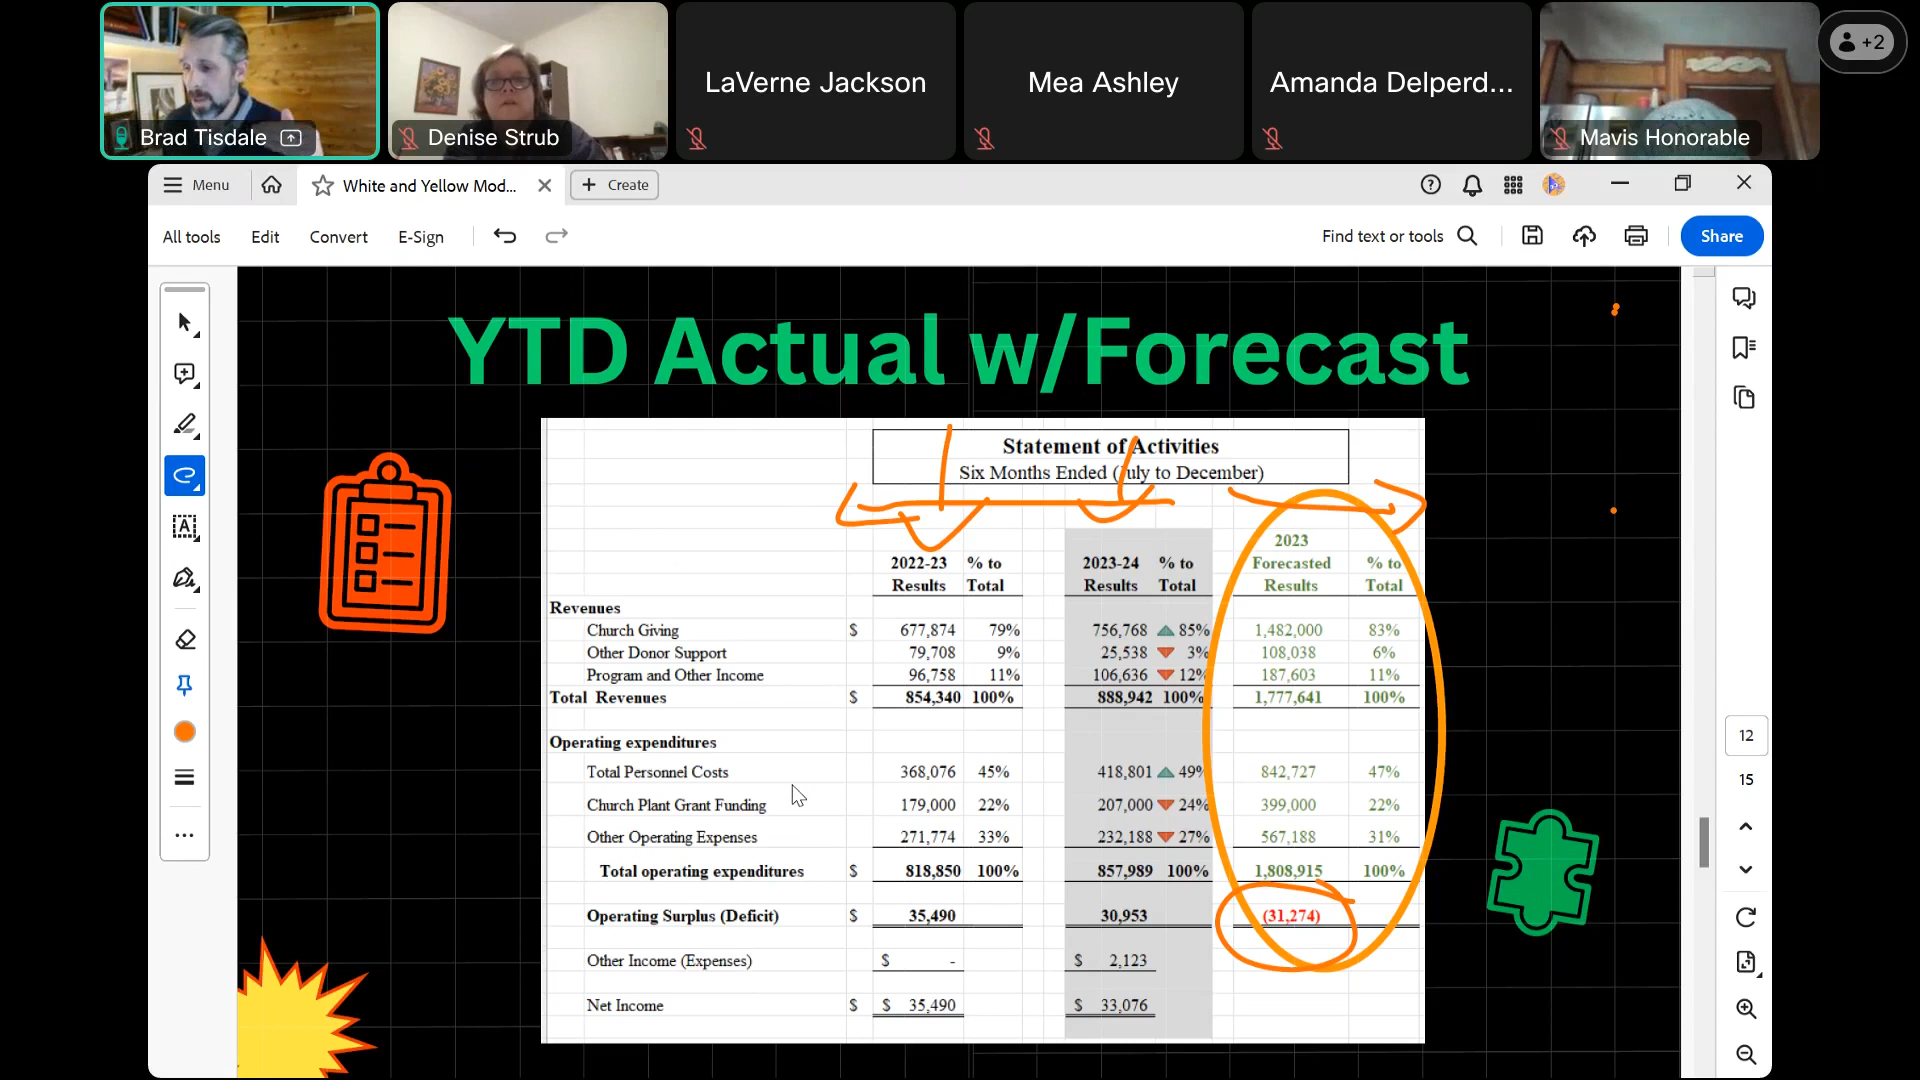 +2
LaVerne Jackson
Mea Ashley
Amanda Delperd...
Brad Tisdale
Denise Strub
Mavis Honorable
Menu
White and Yellow Mod...
Create
All tools
Edit
Convert
E-Sign
Find text or tools
Share
YTD Actual w/Forecast
Statement of Activities
Six Months Ended (July to December)
2022-23 Results % to Total 2023-24 Results % to Total 2023 Forecasted Results % to Total
Revenues
Church Giving $ 677,874 79% 756,768 85% 1,482,000 83%
Other Donor Support 79,708 9% 25,538 3% 108,038 6%
Program and Other Income 96,758 11% 106,636 12% 187,603 11%
Total Revenues $ 854,340 100% 888,942 100% 1,777,641 100%
Operating expenditures
Total Personnel Costs 368,076 45% 418,801 49% 842,727 47%
Church Plant Grant Funding 179,000 22% 207,000 24% 399,000 22%
Other Operating Expenses 271,774 33% 232,188 27% 567,188 31%
Total operating expenditures $ 818,850 100% 857,989 100% 1,808,915 100%
Operating Surplus (Deficit) $ 35,490 30,953 (31,274)
Other Income (Expenses) $ - $ 2,123
Net Income $ $ 35,490 $ 33,076
12
15